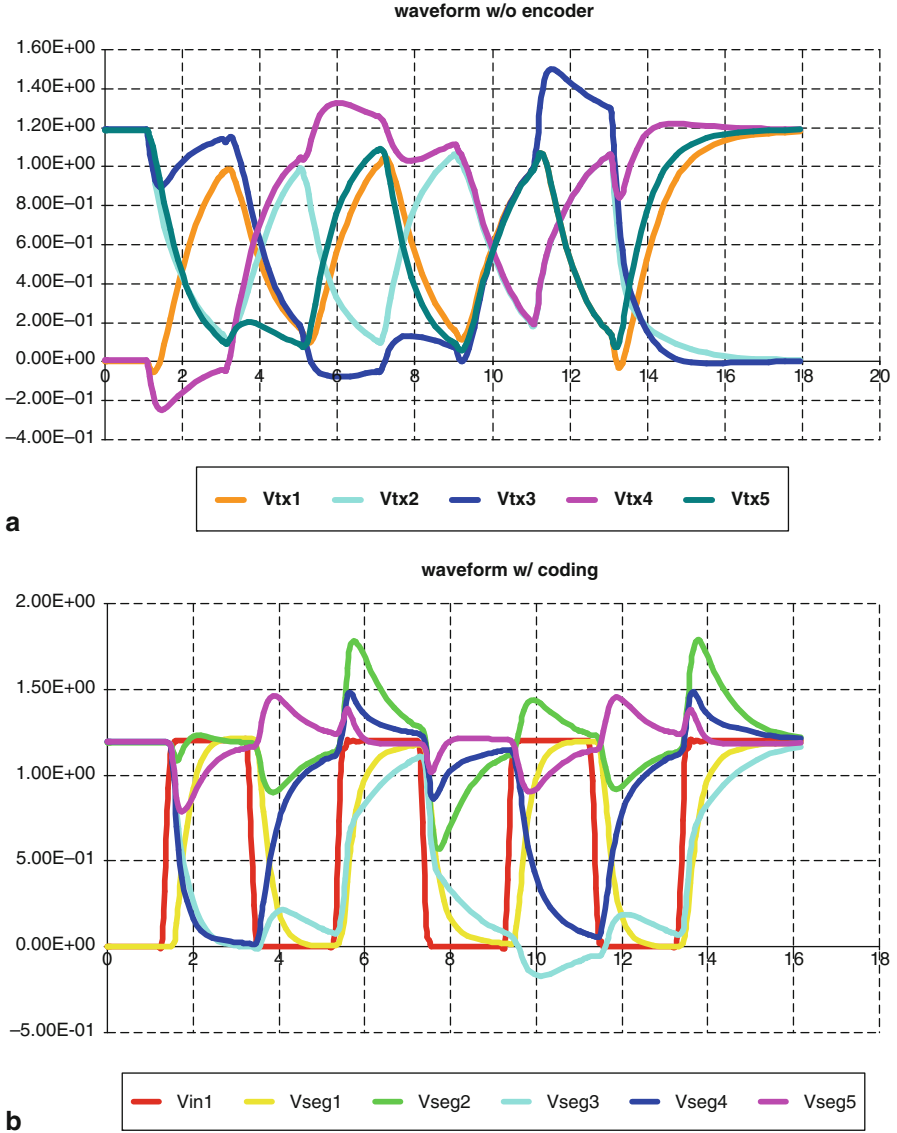 waveform w/o encoder
1.60E+00
1.40E+00
1.20E+00
1.00E+00
8.00E−01
6.00E−01
4.00E−01
2.00E−01
0.00E+00
−2.00E−01
−4.00E−01
0 2 4 6 8 10 12 14 16 18 20
Vtx1 Vtx2 Vtx3 Vtx4 Vtx5
a
waveform w/ coding
2.00E+00
1.50E+00
1.00E+00
5.00E−01
0.00E+00
−5.00E-01
0 2 4 6 8 10 12 14 16 18
Vin1 Vseg1 Vseg2 Vseg3 Vseg4 Vseg5
b